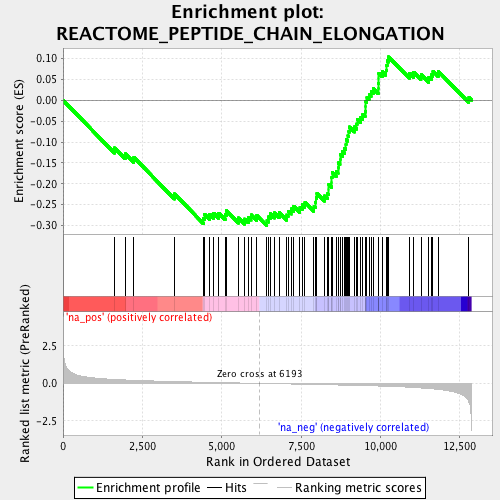 Enrichment plot:
REACTOME_PEPTIDE_CHAIN_ELONGATION
Enrichment score (ES)
0.10
0.05
0.00
-0.05
-0.10
-0.15
-0.20
-0.25
-0.30
'na_pos' (positively correlated)
Ranked list metric (PreRanked)
2.5
0.0
-2.5
Zero cross at 6193
'na_neg' (negatively correlated)
0
2,500
5,000
7,500
10,000
12,500
Rank in Ordered Dataset
Enrichment profile
Hits
Ranking metric scores